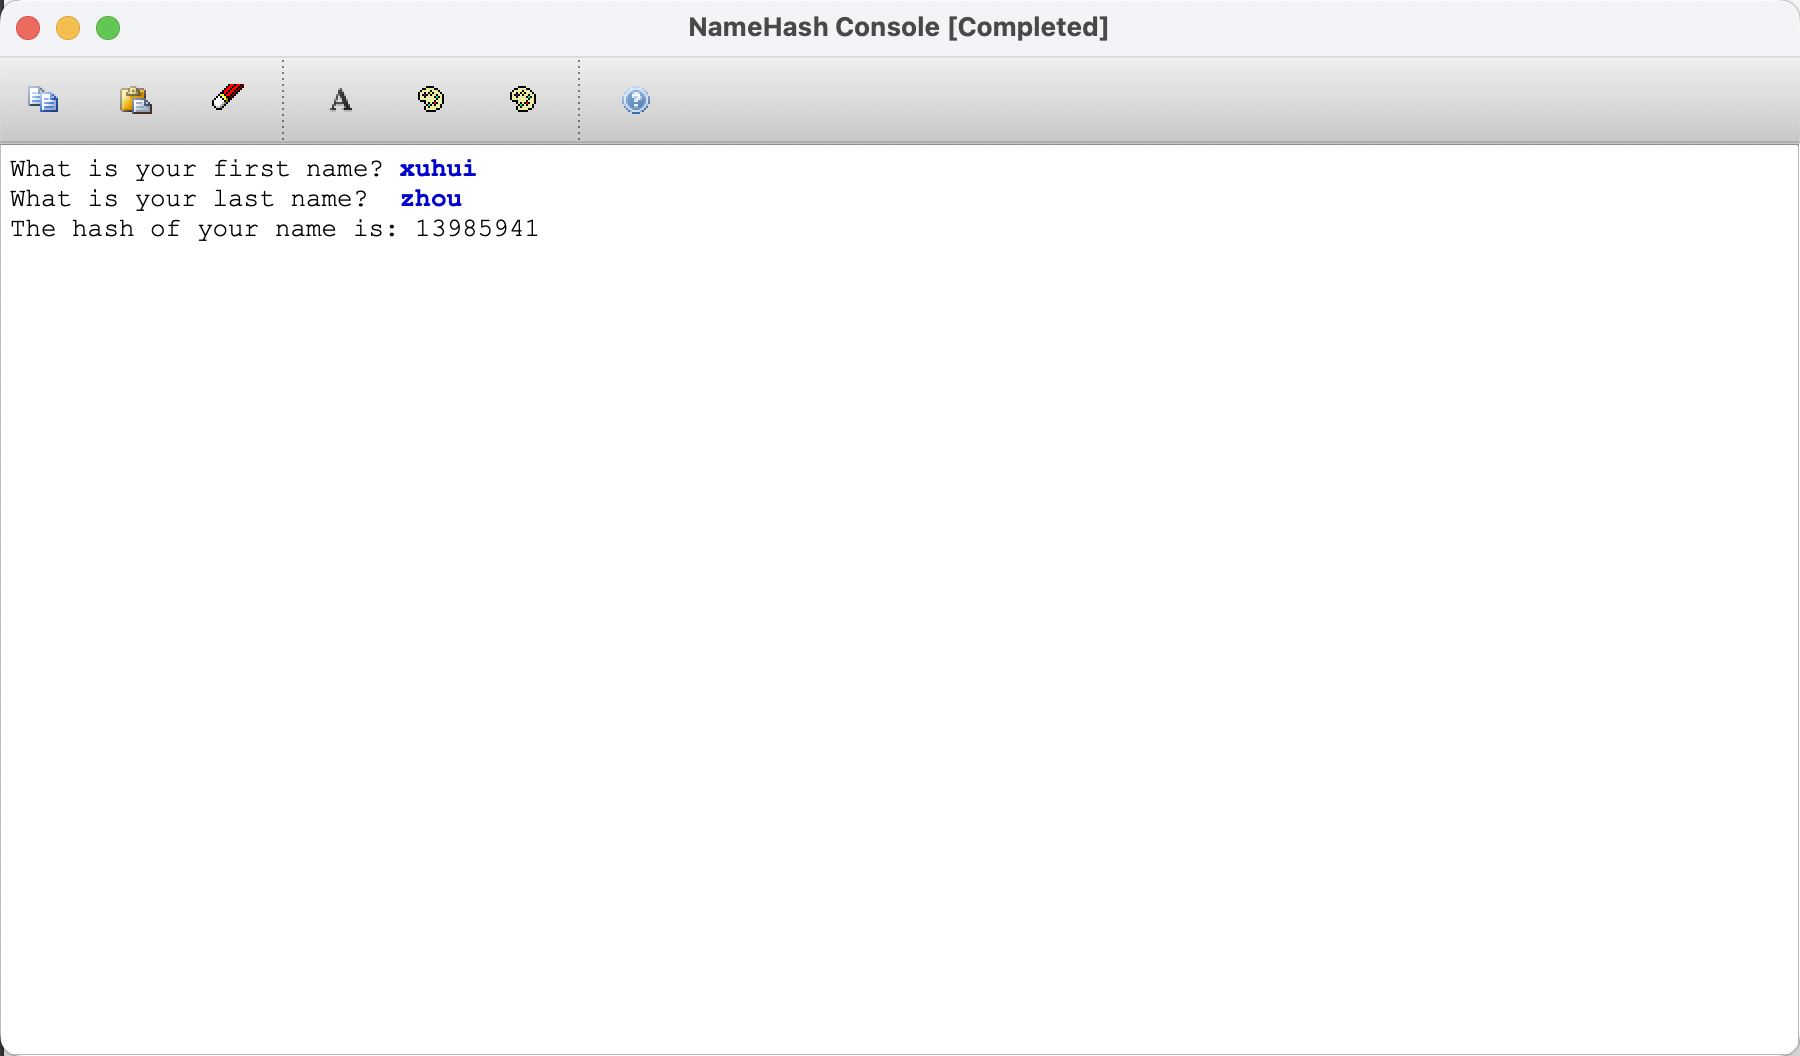 NameHash Console [Completed]
What is your first name? xuhui
What is your last name?  zhou
The hash of your name is: 13985941